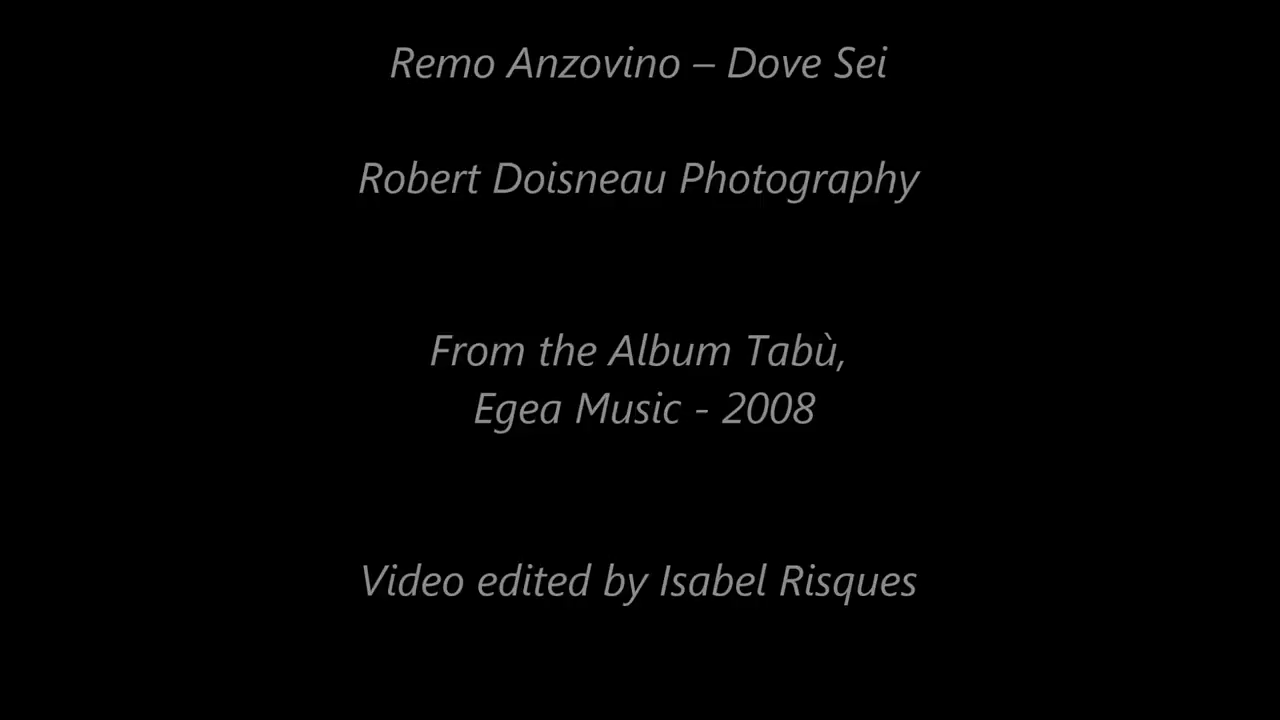 Remo Anzovino – Dove Sei
Robert Doisneau Photography
From the Album Tabù,
Egea Music - 2008
Video edited by Isabel Risques